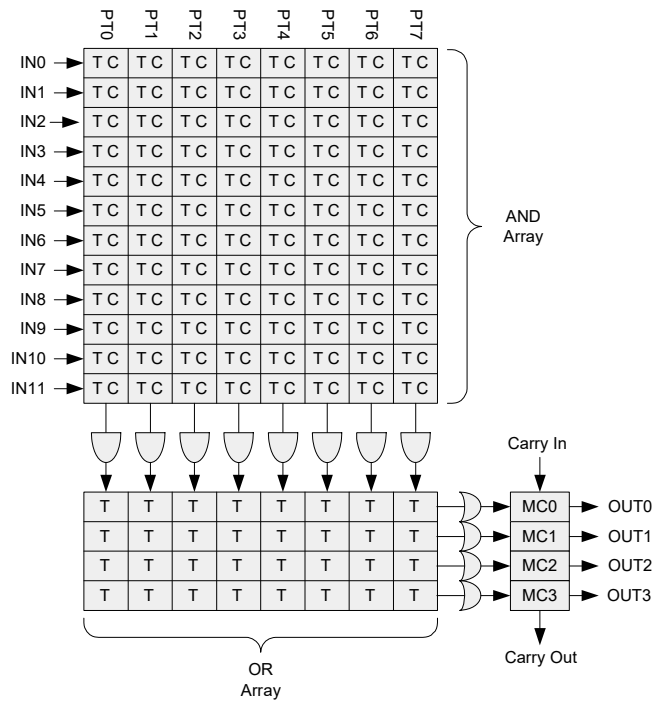 PT0 PT1 PT2 PT3 PT4 PT5 PT6 PT7
IN0 T C T C T C T C T C T C T C T C
IN1 T C T C T C T C T C T C T C T C
IN2 T C T C T C T C T C T C T C T C
IN3 T C T C T C T C T C T C T C T C
IN4 T C T C T C T C T C T C T C T C
IN5 T C T C T C T C T C T C T C T C
IN6 T C T C T C T C T C T C T C T C
IN7 T C T C T C T C T C T C T C T C
IN8 T C T C T C T C T C T C T C T C
IN9 T C T C T C T C T C T C T C T C
IN10 T C T C T C T C T C T C T C T C
IN11 T C T C T C T C T C T C T C T C
AND
Array
Carry In
T T T T T T T T MC0 OUT0
T T T T T T T T MC1 OUT1
T T T T T T T T MC2 OUT2
T T T T T T T T MC3 OUT3
Carry Out
OR
Array